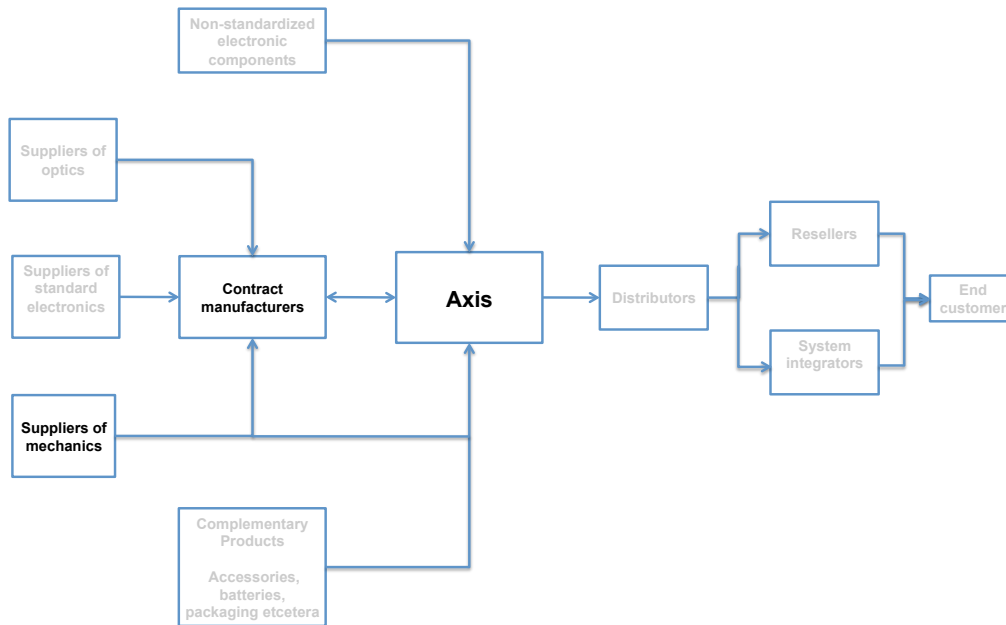 Non-standardized
electronic
components
Suppliers of
optics
Suppliers of
standard
electronics
Contract
manufacturers
Axis
Distributors
Resellers
System
integrators
End
customer
Suppliers of
mechanics
Complementary
Products
Accessories,
batteries,
packaging etcetera